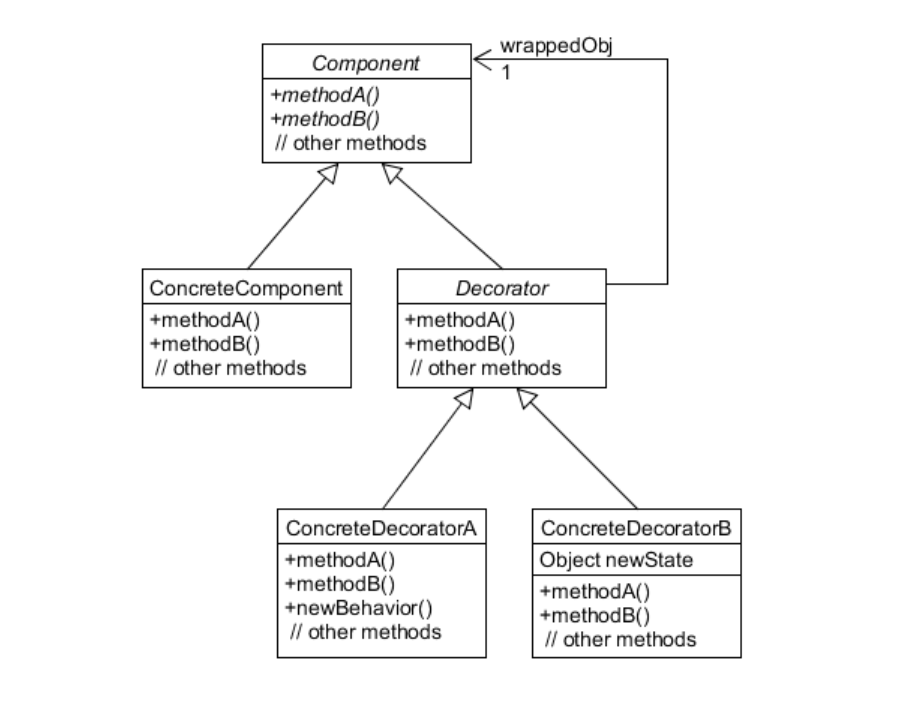 wrappedObj
1
Component
+methodA()
+methodB()
// other methods
ConcreteComponent
+methodA()
+methodB()
// other methods
Decorator
+methodA()
+methodB()
// other methods
ConcreteDecoratorA
+methodA()
+methodB()
+newBehavior()
// other methods
ConcreteDecoratorB
Object newState
+methodA()
+methodB()
// other methods